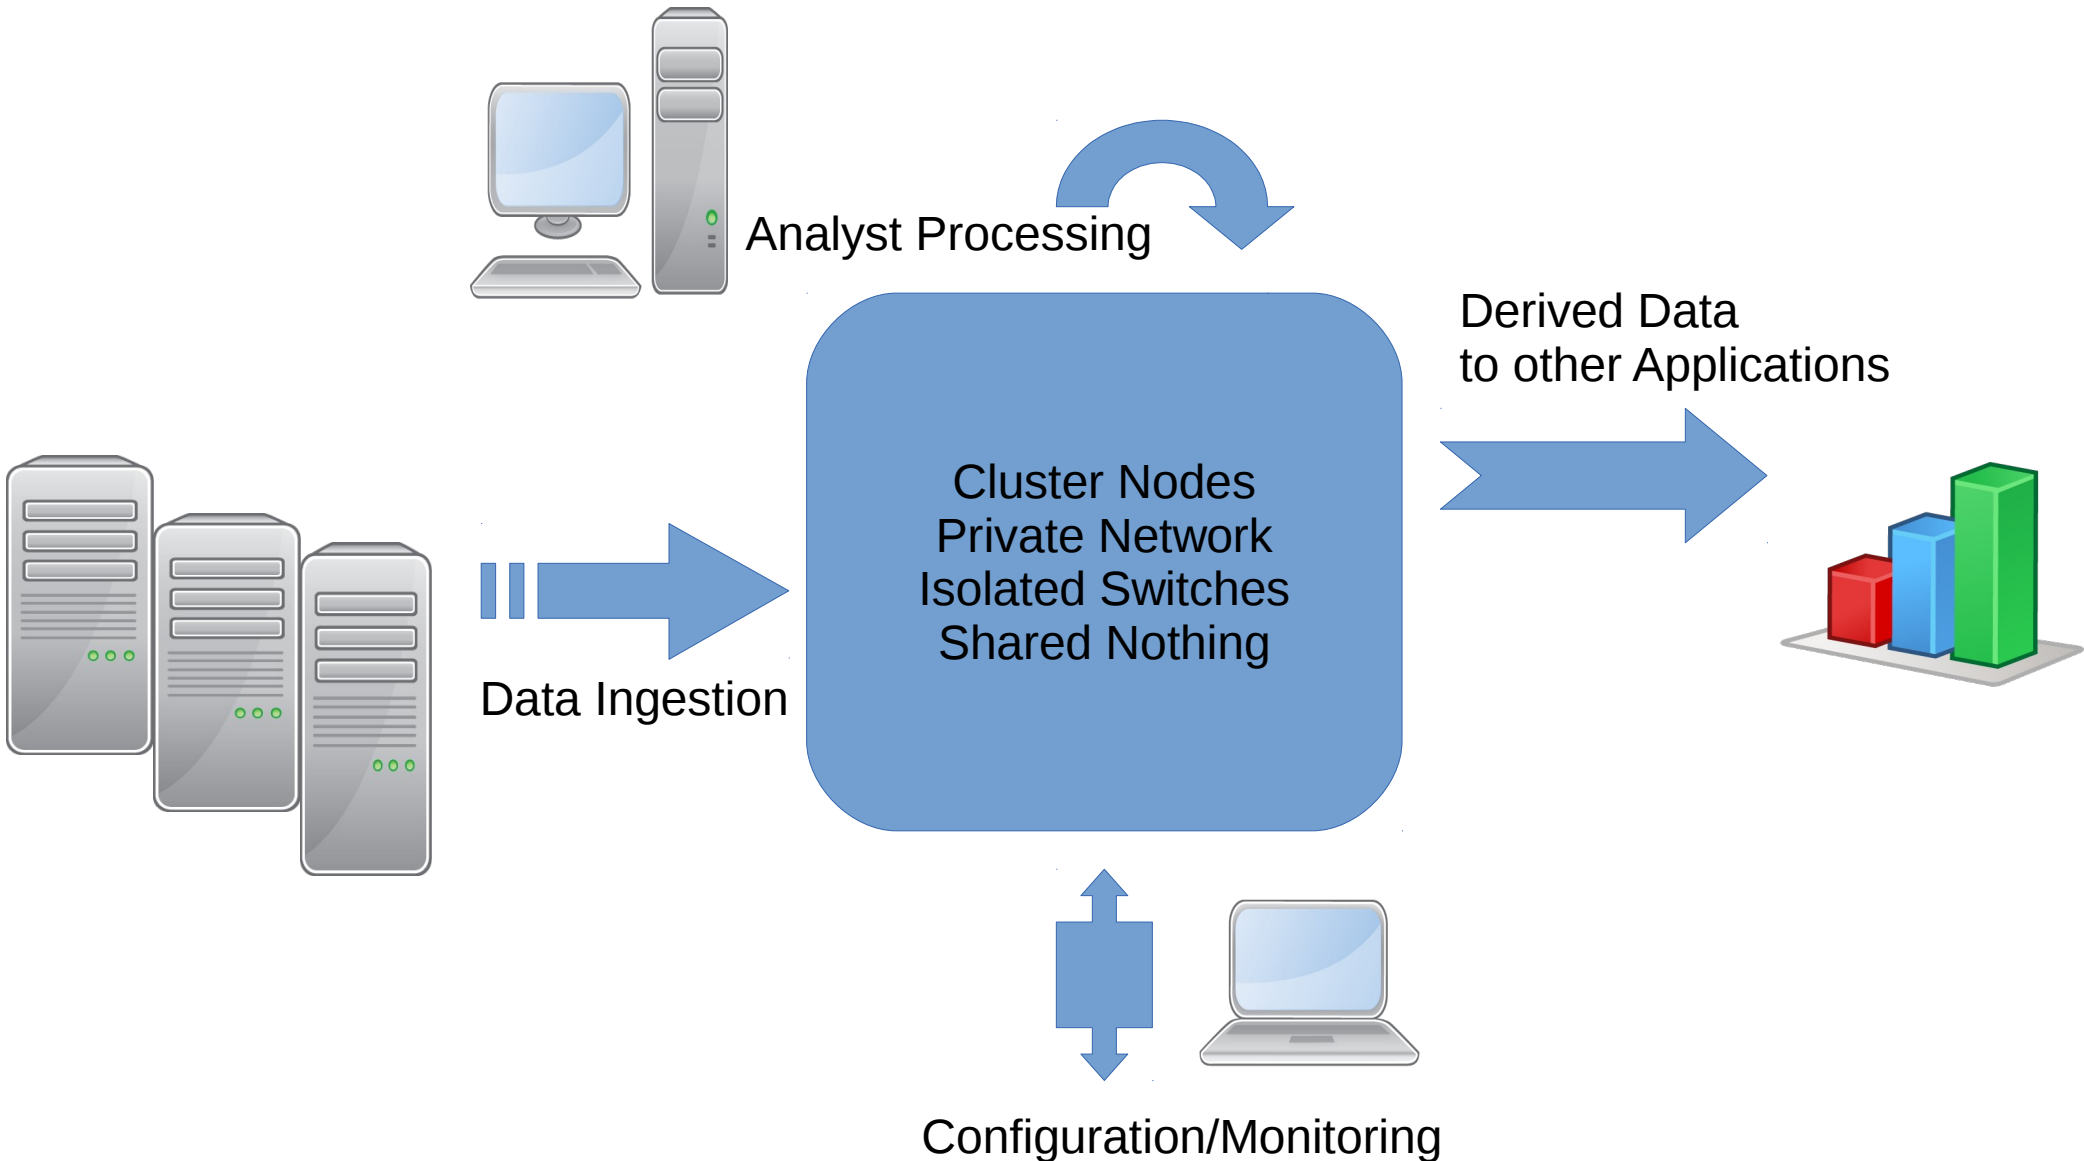 Analyst Processing
Derived Data
to other Applications
Cluster Nodes
Private Network
Isolated Switches
Shared Nothing
Data Ingestion
Configuration/Monitoring